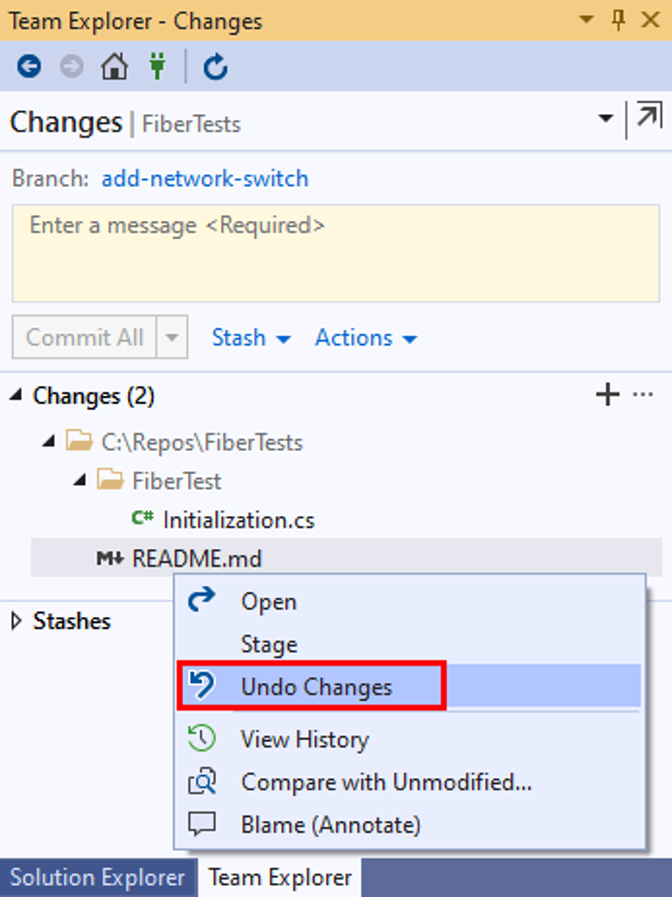 Team Explorer - Changes
Changes | FiberTests
Branch: add-network-switch
Enter a message <Required>
Commit All Stash Actions
Changes (2)
C:\Repos\FiberTests
FiberTest
C# Initialization.cs
M README.md
Open
Stashes
Stage
Undo Changes
View History
Compare with Unmodified...
Blame (Annotate)
Solution Explorer Team Explorer